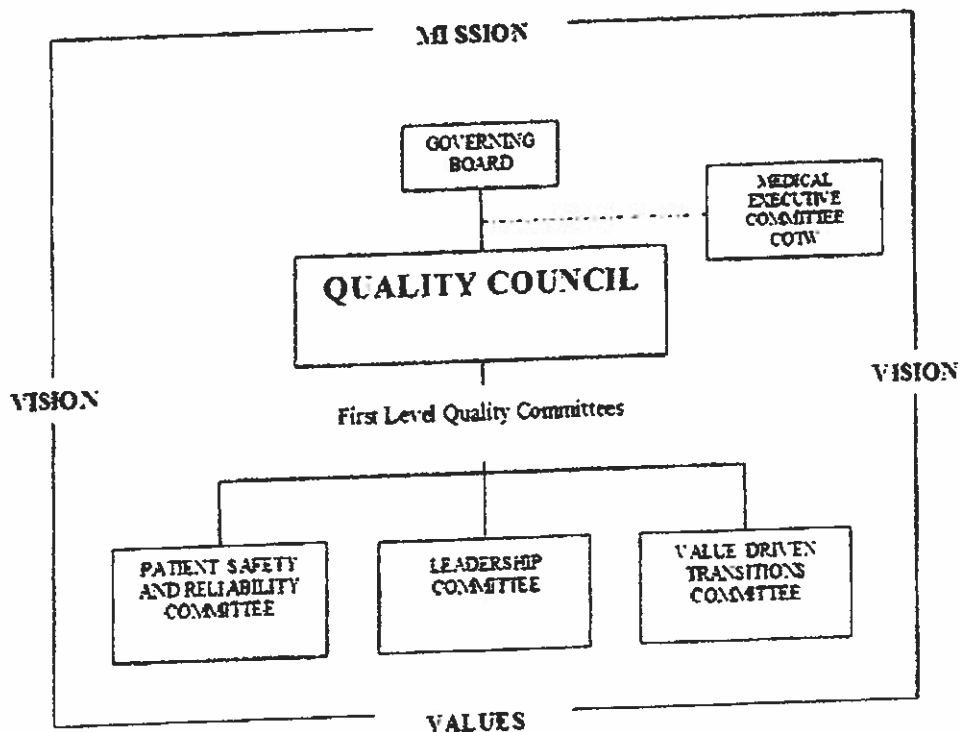 MISSION
GOVERNING
BOARD
MEDICAL
EXECUTIVE
COMMITTEE
COTW
QUALITY COUNCIL
VISION
VISION
First Level Quality Committees
PATIENT SAFETY
AND RELIABILITY
COMMITTEE
LEADERSHIP
COMMITTEE
VALUE DRIVEN
TRANSITIONS
COMMITTEE
VALUES